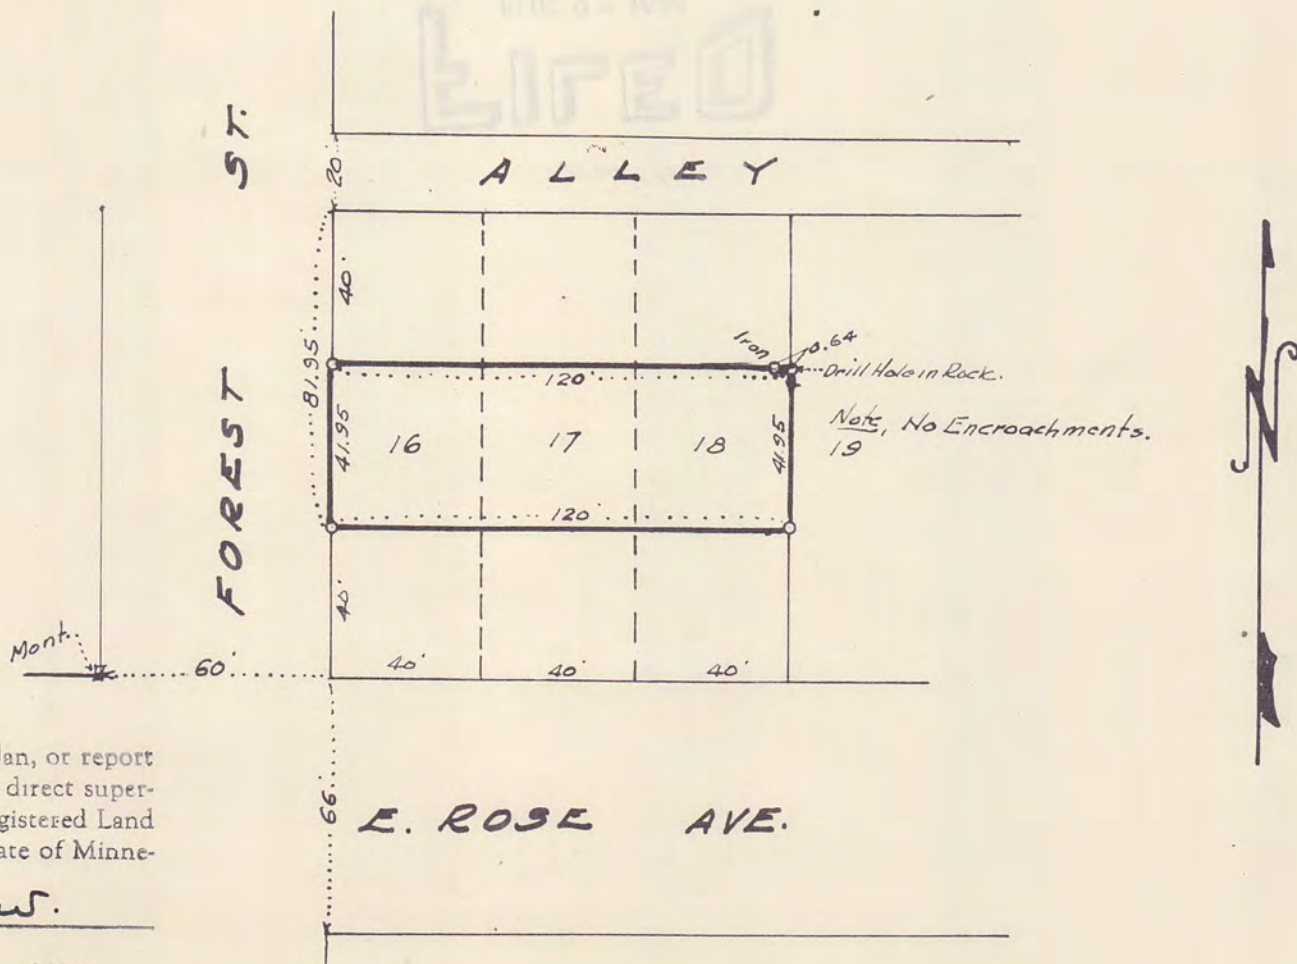 FILED
20
ALLEY
FOREST ST.
81.95
40'
Iron
0.64
Drill Hole in Rock.
120'
41.95
16
17
18
41.95
Note, No Encroachments.
19
120'
40'
Mont.
60'
40'
40'
40'
66
E. ROSE AVE.
lan, or report
direct super-
gistered Land
ate of Minne-